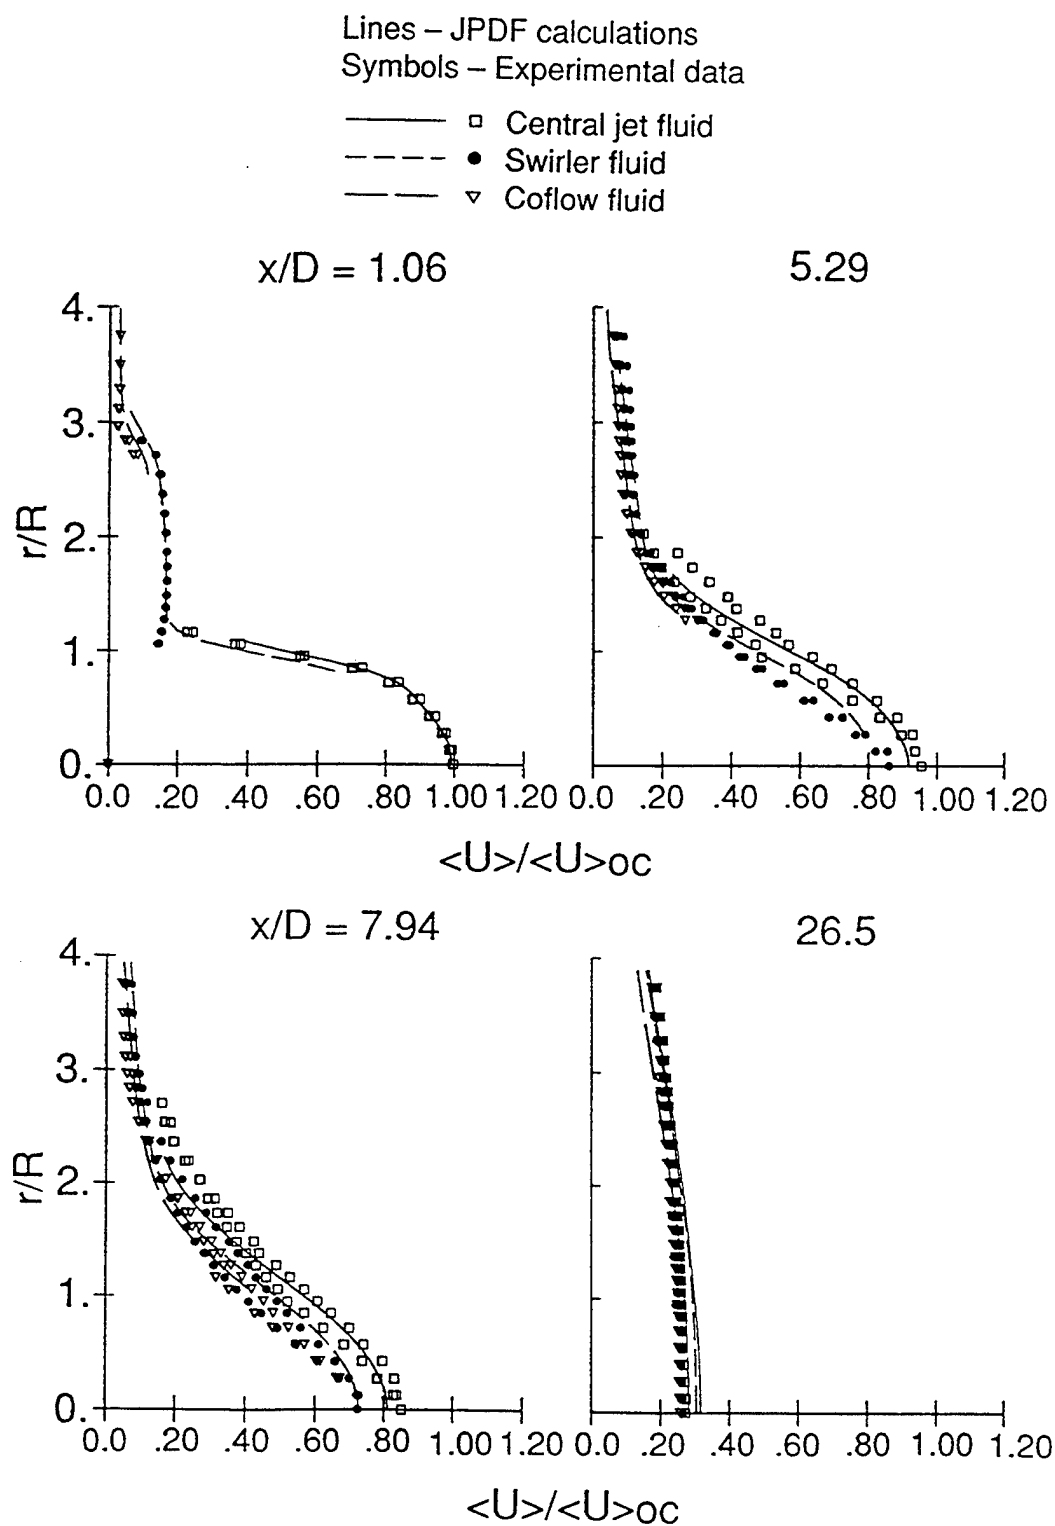 Lines – JPDF calculations
Symbols – Experimental data
Central jet fluid
Swirler fluid
Coflow fluid
x/D = 1.06
5.29
4.
3.
2.
1.
0.
r/R
0.0 .20 .40 .60 .80 1.00 1.20
0.0 .20 .40 .60 .80 1.00 1.20
<U>/<U>oc
x/D = 7.94
26.5
4.
3.
2.
1.
0.
r/R
0.0 .20 .40 .60 .80 1.00 1.20
0.0 .20 .40 .60 .80 1.00 1.20
<U>/<U>oc